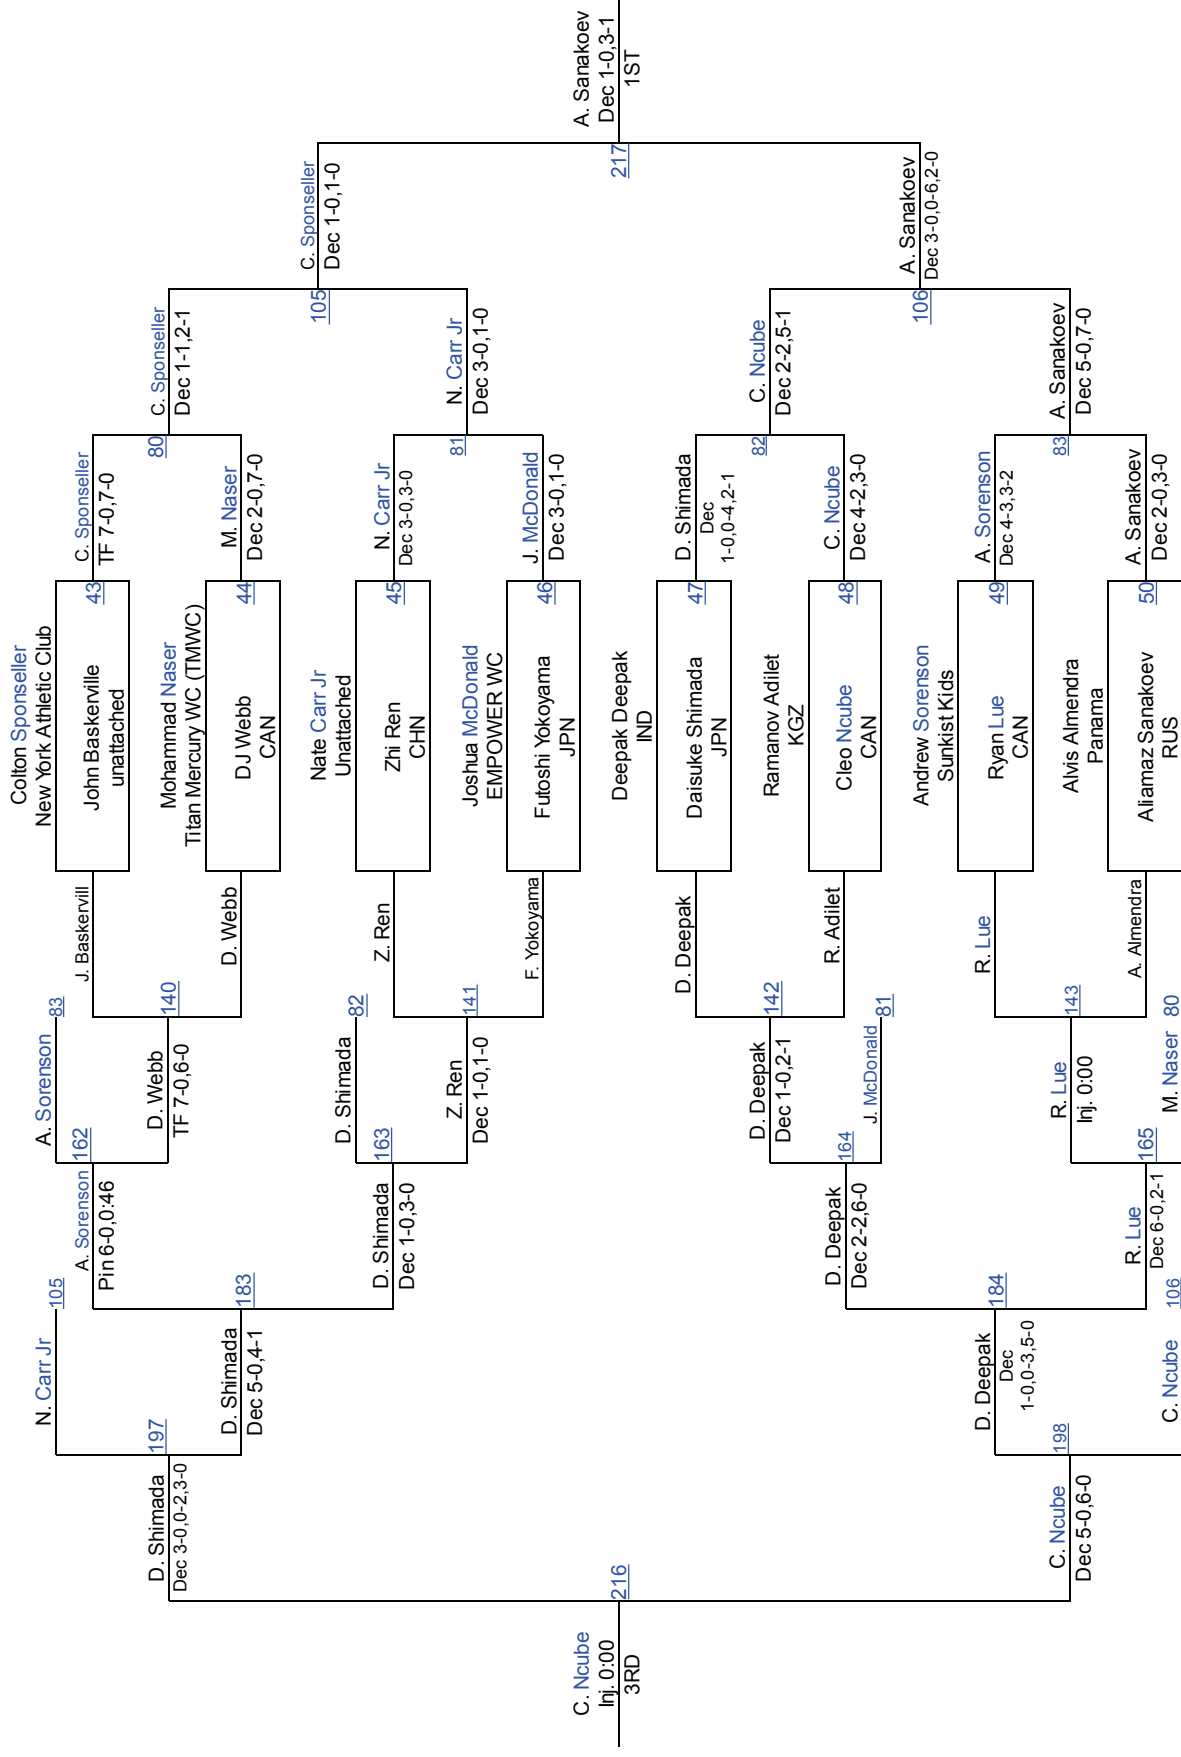 A. Sanakoev
Dec 1-0,3-1
1ST
217
C. Sponseller
Dec 1-0,1-0
A. Sanakoev
Dec 3-0,0-6,2-0
105
106
C. Sponseller
Dec 1-1,2-1
N. Carr Jr
Dec 3-0,1-0
C. Ncube
Dec 2-2,5-1
A. Sanakoev
Dec 5-0,7-0
80
81
82
83
C. Sponseller
TF 7-0,7-0
M. Naser
Dec 2-0,7-0
N. Carr Jr
Dec 3-0,3-0
J. McDonald
Dec 3-0,1-0
D. Shimada
Dec
1-0,0-4,2-1
C. Ncube
Dec 4-2,3-0
A. Sorenson
Dec 4-3,3-2
A. Sanakoev
Dec 2-0,3-0
Colton Sponseller
New York Athletic Club
43
John Baskerville
unattached
Mohammad Naser
Titan Mercury WC (TMWC)
44
DJ Webb
CAN
Nate Carr Jr
Unattached
45
Zhi Ren
CHN
Joshua McDonald
EMPOWER WC
46
Futoshi Yokoyama
JPN
Deepak Deepak
IND
47
Daisuke Shimada
JPN
Ramanov Adilet
KGZ
48
Cleo Ncube
CAN
Andrew Sorenson
Sunkist Kids
49
Ryan Lue
CAN
Alvis Almendra
Panama
50
Aliamaz Sanakoev
RUS
J. Baskervill
D. Webb
Z. Ren
F. Yokoyama
D. Deepak
R. Adilet
R. Lue
A. Almendra
83
140
82
141
142
81
143
80
A. Sorenson
D. Webb
TF 7-0,6-0
D. Shimada
Z. Ren
Dec 1-0,1-0
D. Deepak
Dec 1-0,2-1
J. McDonald
R. Lue
Inj. 0:00
M. Naser
162
163
164
165
A. Sorenson
Pin 6-0,0:46
D. Shimada
Dec 1-0,3-0
D. Deepak
Dec 2-2,6-0
R. Lue
Dec 6-0,2-1
105
183
184
106
N. Carr Jr
D. Shimada
Dec 5-0,4-1
D. Deepak
Dec
1-0,0-3,5-0
C. Ncube
197
198
D. Shimada
Dec 3-0,0-2,3-0
C. Ncube
Dec 5-0,6-0
216
C. Ncube
Inj. 0:00
3RD